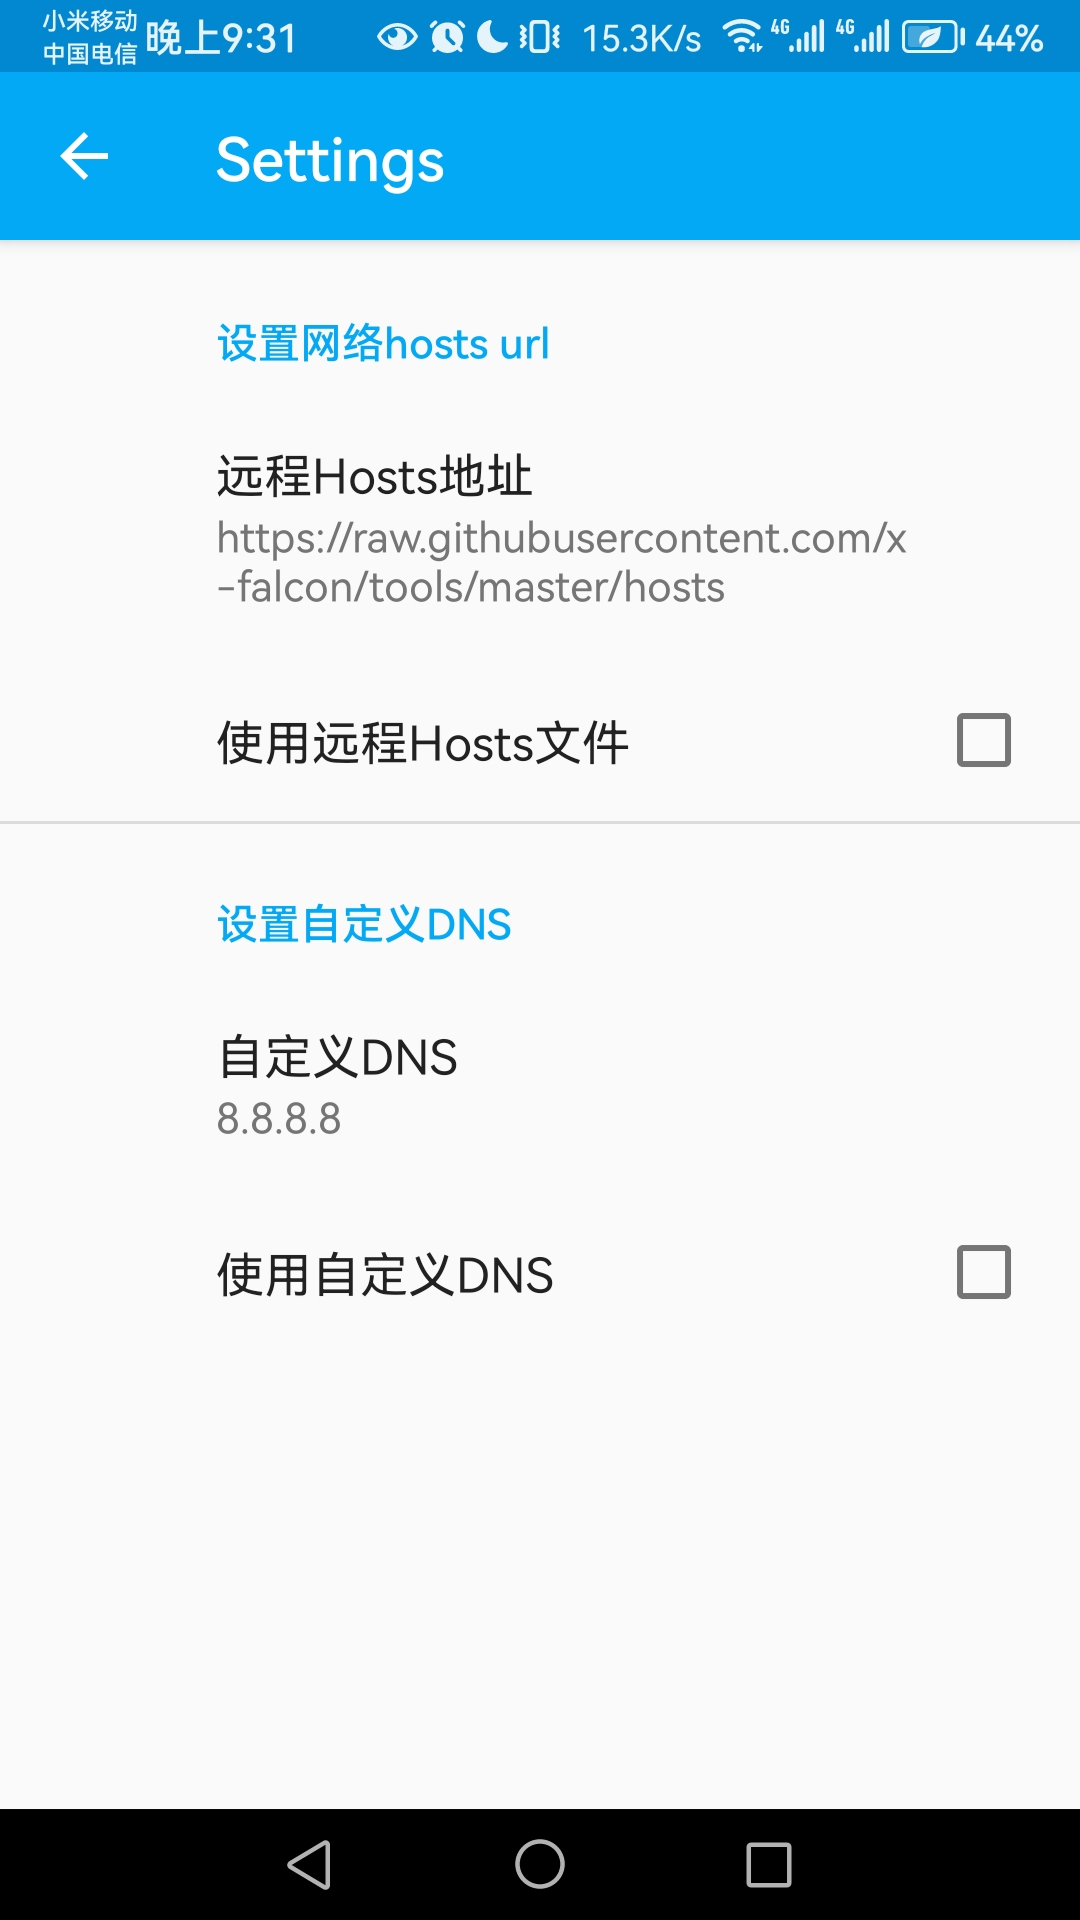 小米移动
中国电信
晚上9:31
15.3K/s 4G 4G 44%
Settings
设置网络hosts url
远程Hosts地址
https://raw.githubusercontent.com/x
-falcon/tools/master/hosts
使用远程Hosts文件
设置自定义DNS
自定义DNS
8.8.8.8
使用自定义DNS